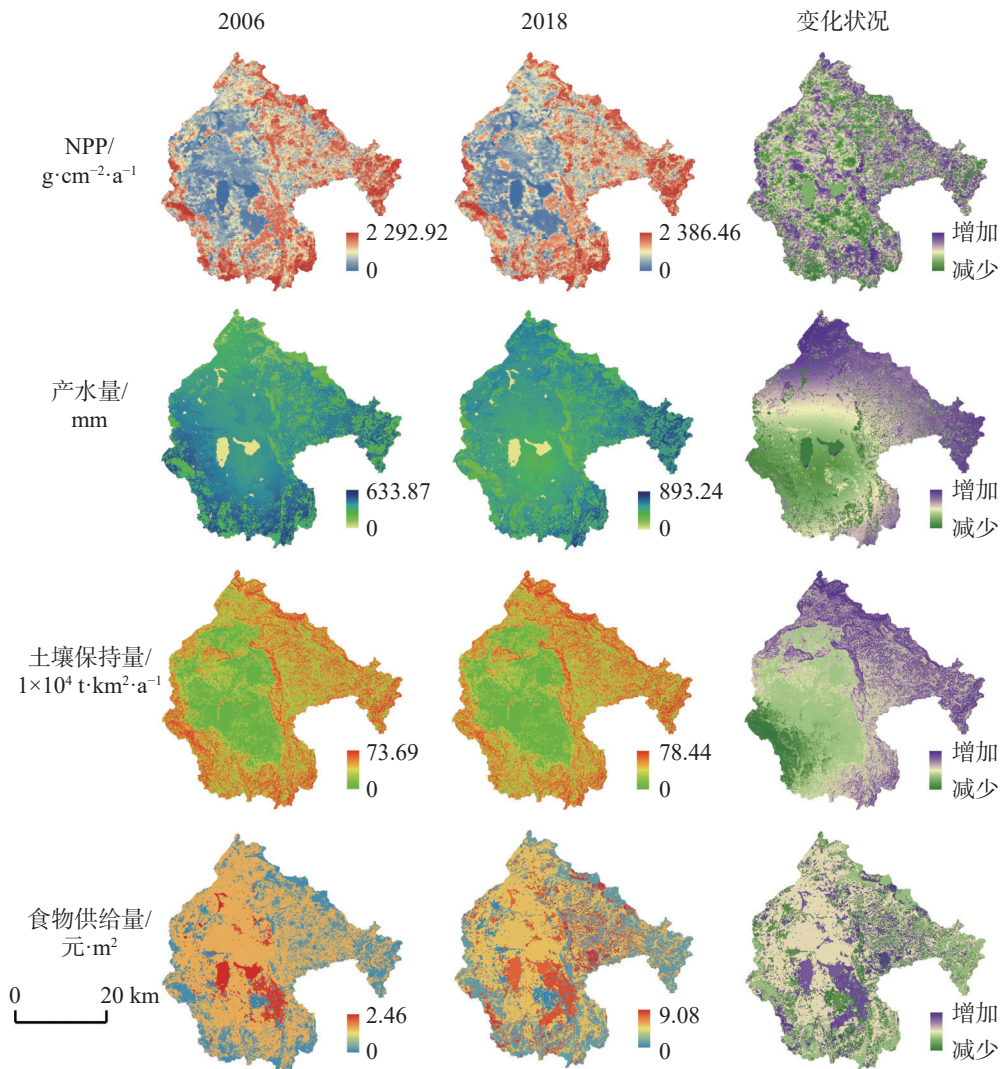 2006
2018
变化状况
NPP/
g·cm⁻²·a⁻¹
2 292.92
0
2 386.46
0
增加
减少
产水量/
mm
633.87
0
893.24
0
增加
减少
土壤保持量/
1×10⁴ t·km²·a⁻¹
73.69
0
78.44
0
增加
减少
食物供给量/
元·m²
0 20 km
2.46
0
9.08
0
增加
减少